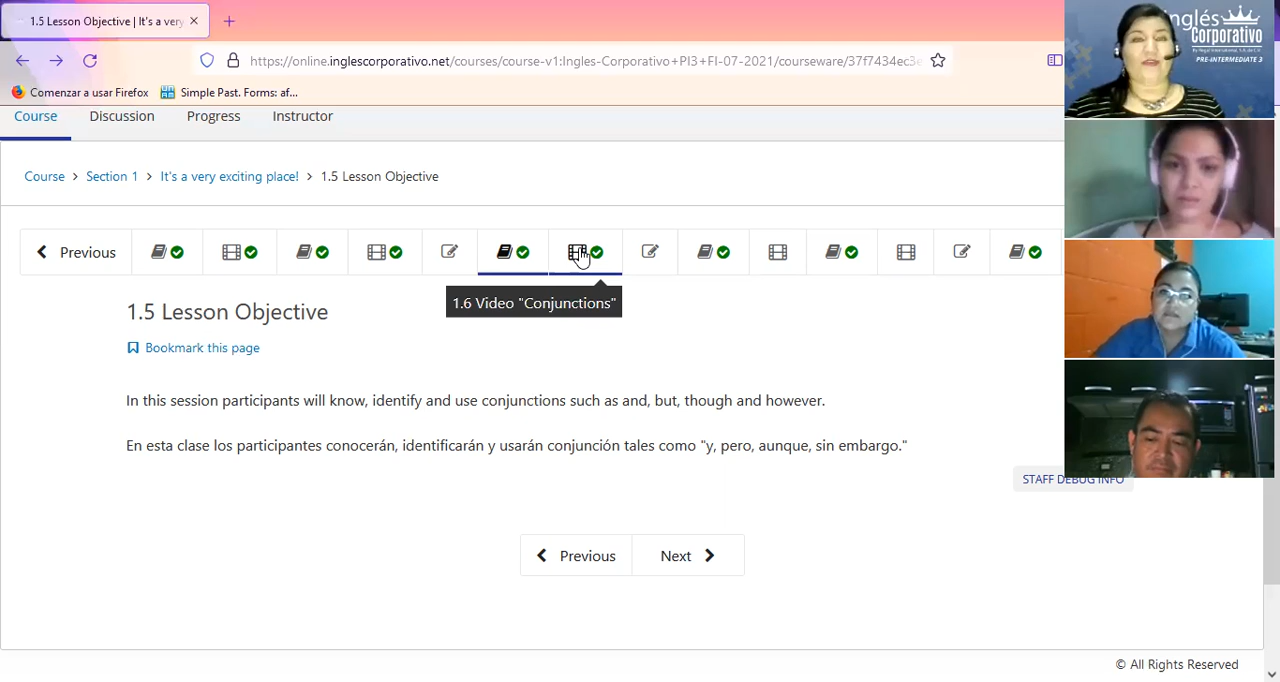 1.5 Lesson Objective | It's a very
https://online.inglescorporativo.net/courses/course-v1:Ingles-Corporativo+PI3+FI-07-2021/courseware/37f7434ec3e
Comenzar a usar Firefox
Simple Past. Forms: af...
Course
Discussion
Progress
Instructor
Course > Section 1 > It's a very exciting place! > 1.5 Lesson Objective
Previous
1.6 Video "Conjunctions"
1.5 Lesson Objective
Bookmark this page
In this session participants will know, identify and use conjunctions such as and, but, though and however.
En esta clase los participantes conocerán, identificarán y usarán conjunción tales como "y, pero, aunque, sin embargo."
STAFF DEBUG INFO
Previous
Next
© All Rights Reserved
Inglés
Corporativo
PRE-INTERMEDIATE 3